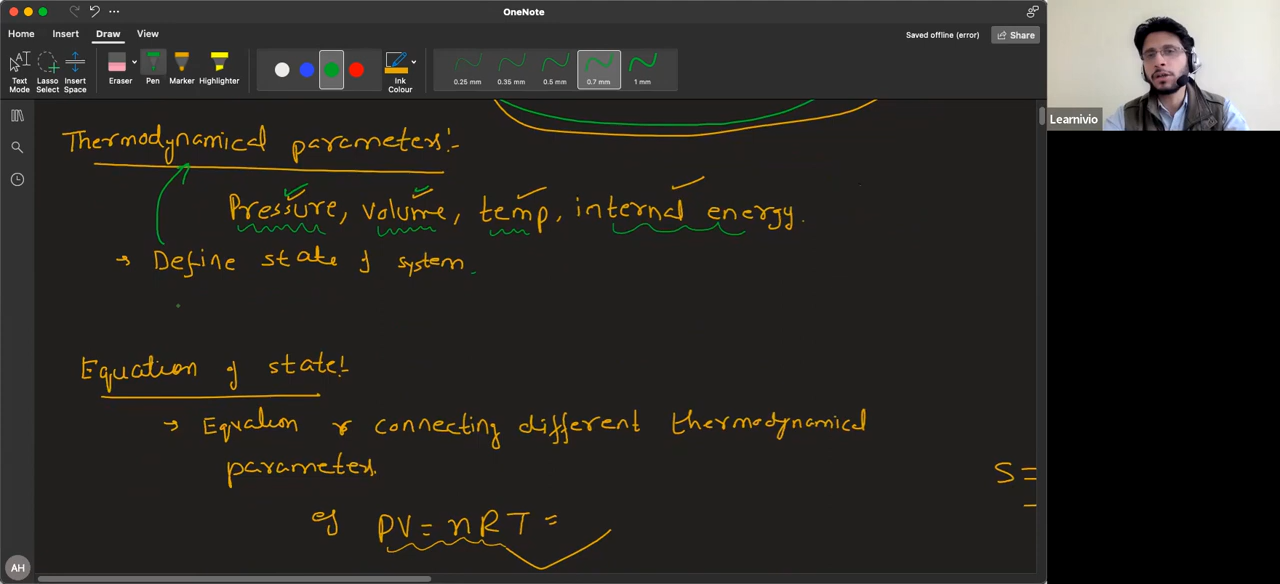 OneNote
Home Insert Draw View
Saved offline (error) Share
Text Mode
Lasso Select
Insert Space
Eraser
Pen
Marker
Highlighter
Ink Colour
0.25 mm 0.35 mm 0.5 mm 0.7 mm 1 mm
Learnivio
Thermodynamical parameters:-
Pressure, volume, temp, internal energy.
→ Define state of system
Equation of state:
→ Equation connecting different thermodynamical
parameters.
S=
eg PV = nRT =
AH